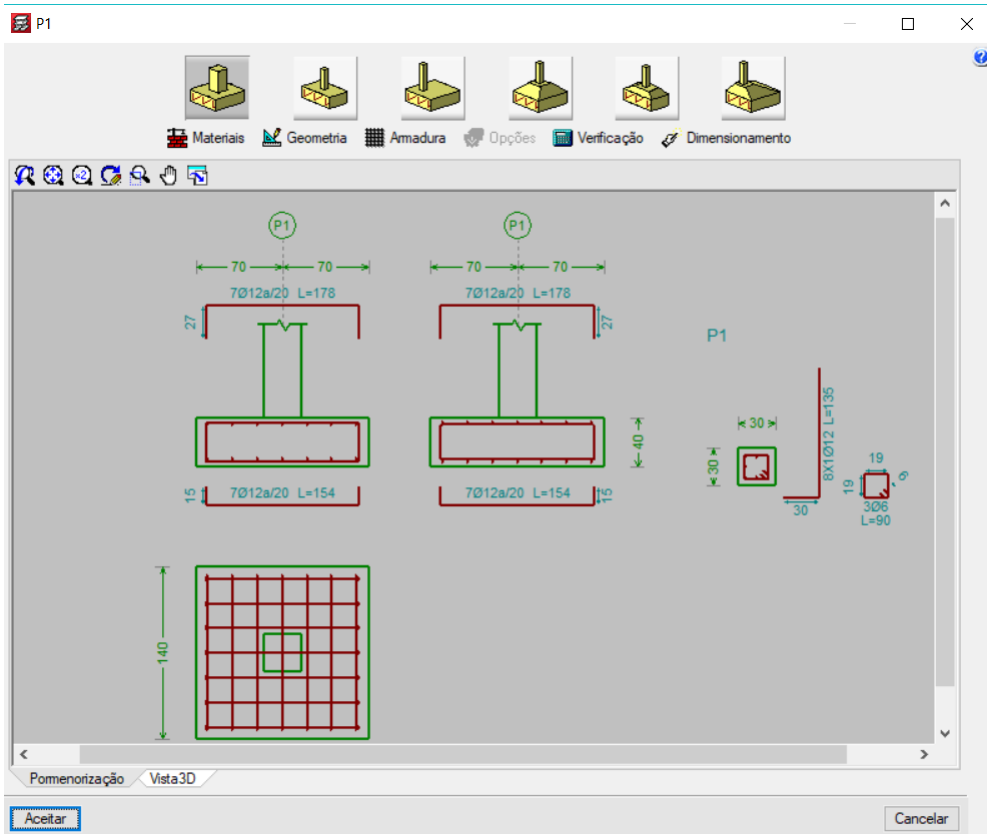 P1
Materiais Geometria Armadura Opções Verificação Dimensionamento
P1 P1
70 70 70 70
7Ø12a/20 L=178 7Ø12a/20 L=178
27 27
P1
40
30
30
8X1Ø12 L=135
30
19
19
6
3Ø6
L=90
15 7Ø12a/20 L=154 7Ø12a/20 L=154 15
140
Pormenorização Vista3D
Aceitar Cancelar